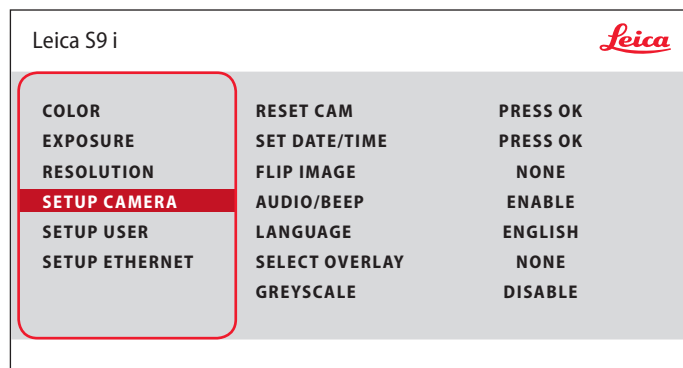 Leica S9 i
Leica
COLOR RESET CAM PRESS OK
EXPOSURE SET DATE/TIME PRESS OK
RESOLUTION FLIP IMAGE NONE
SETUP CAMERA AUDIO/BEEP ENABLE
SETUP USER LANGUAGE ENGLISH
SETUP ETHERNET SELECT OVERLAY NONE
GREYSCALE DISABLE